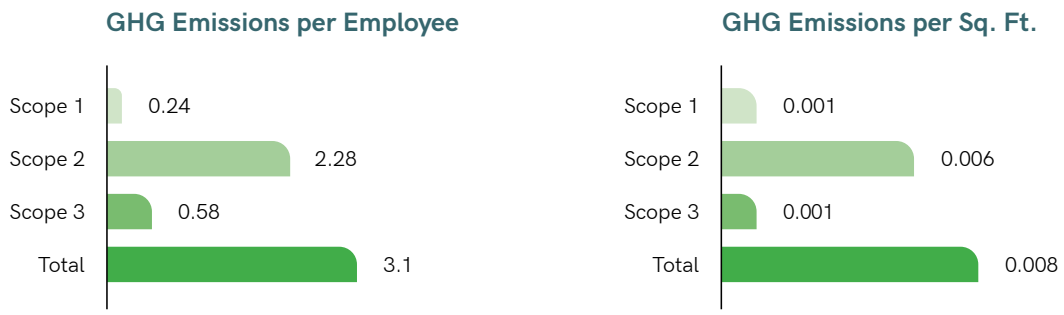 GHG Emissions per Employee
Scope 1 0.24
Scope 2 2.28
Scope 3 0.58
Total 3.1
GHG Emissions per Sq. Ft.
Scope 1 0.001
Scope 2 0.006
Scope 3 0.001
Total 0.008